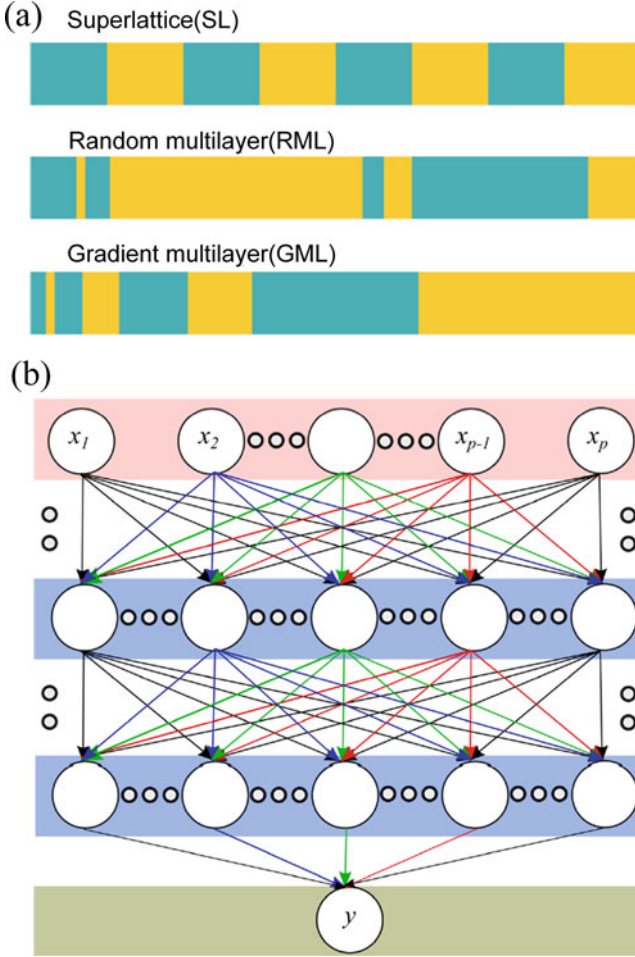 (a)
Superlattice(SL)
Random multilayer(RML)
Gradient multilayer(GML)
(b)
x1 x2 xp-1 xp
y